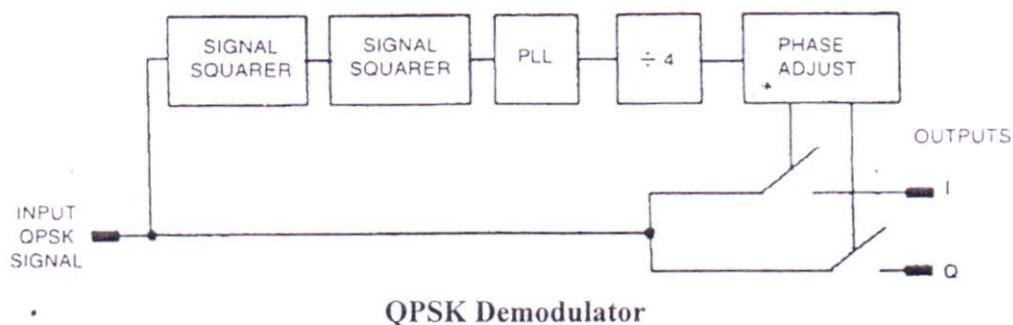 SIGNAL
SQUARER
SIGNAL
SQUARER
PLL
÷ 4
PHASE
ADJUST
OUTPUTS
I
INPUT
QPSK
SIGNAL
Q
QPSK Demodulator